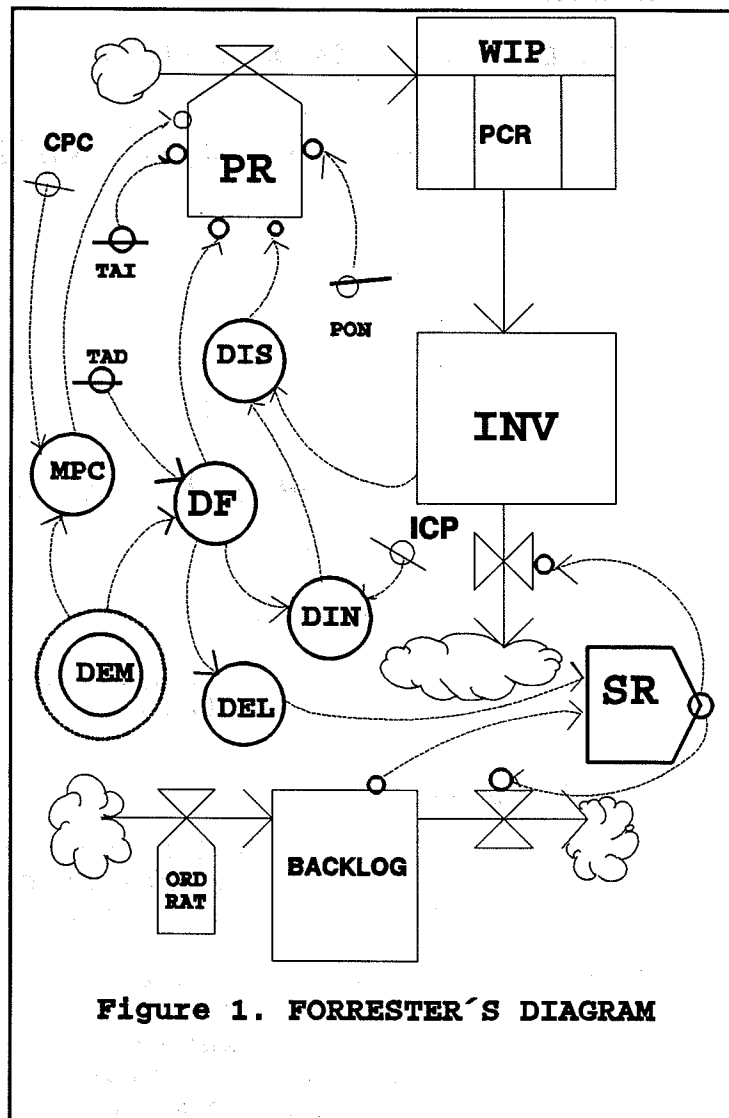 WIP
PCR
CPC
PR
TAI
PON
TAD
DIS
INV
MPC
DF
ICP
DIN
DEM
DEL
SR
ORD
RAT
BACKLOG
Figure 1. FORRESTER´S DIAGRAM